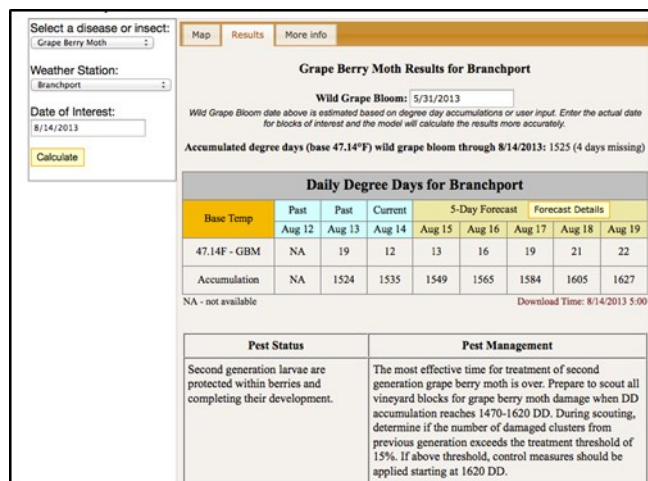 Select a disease or insect:
Grape Berry Moth
Weather Station:
Branchport
Date of Interest:
8/14/2013
Calculate
Map Results More info
Grape Berry Moth Results for Branchport
Wild Grape Bloom: 5/31/2013
Wild Grape Bloom date above is estimated based on degree day accumulations or user input. Enter the actual date
for blocks of interest and the model will calculate the results more accurately.
Accumulated degree days (base 47.14°F) wild grape bloom through 8/14/2013: 1525 (4 days missing)
Daily Degree Days for Branchport
Base Temp Past Past Current 5-Day Forecast Forecast Details
Aug 12 Aug 13 Aug 14 Aug 15 Aug 16 Aug 17 Aug 18 Aug 19
47.14F - GBM NA 19 12 13 16 19 21 22
Accumulation NA 1524 1535 1549 1565 1584 1605 1627
NA - not available Download Time: 8/14/2013 5:00
Pest Status
Second generation larvae are
protected within berries and
completing their development.
Pest Management
The most effective time for treatment of second
generation grape berry moth is over. Prepare to scout all
vineyard blocks for grape berry moth damage when DD
accumulation reaches 1470-1620 DD. During scouting,
determine if the number of damaged clusters from
previous generation exceeds the treatment threshold of
15%. If above threshold, control measures should be
applied starting at 1620 DD.